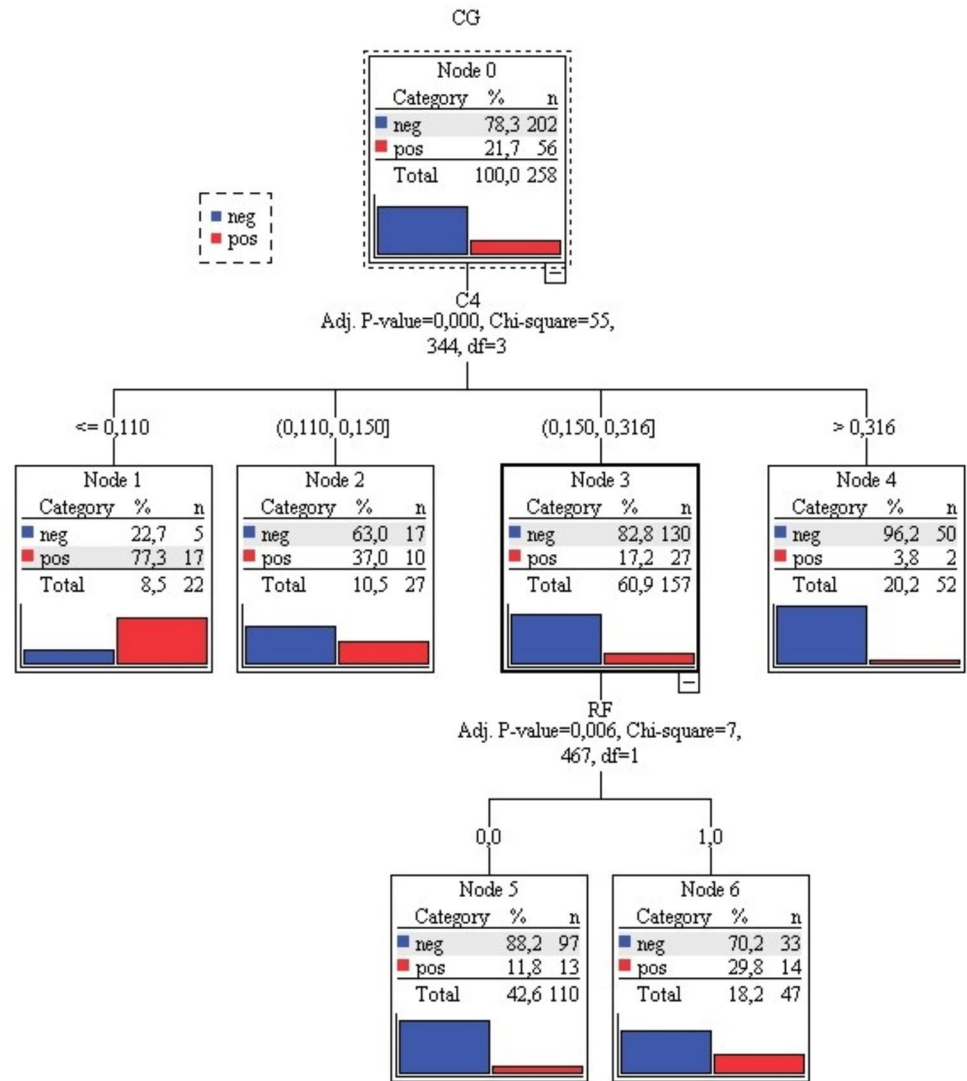 CG
Node 0
Category % n
neg 78,3 202
pos 21,7 56
Total 100,0 258
neg
pos
C4
Adj. P-value=0,000, Chi-square=55,
344, df=3
<= 0,110
(0,110, 0,150]
(0,150, 0,316]
> 0,316
Node 1
Category % n
neg 22,7 5
pos 77,3 17
Total 8,5 22
Node 2
Category % n
neg 63,0 17
pos 37,0 10
Total 10,5 27
Node 3
Category % n
neg 82,8 130
pos 17,2 27
Total 60,9 157
Node 4
Category % n
neg 96,2 50
pos 3,8 2
Total 20,2 52
RF
Adj. P-value=0,006, Chi-square=7,
467, df=1
0,0
1,0
Node 5
Category % n
neg 88,2 97
pos 11,8 13
Total 42,6 110
Node 6
Category % n
neg 70,2 33
pos 29,8 14
Total 18,2 47